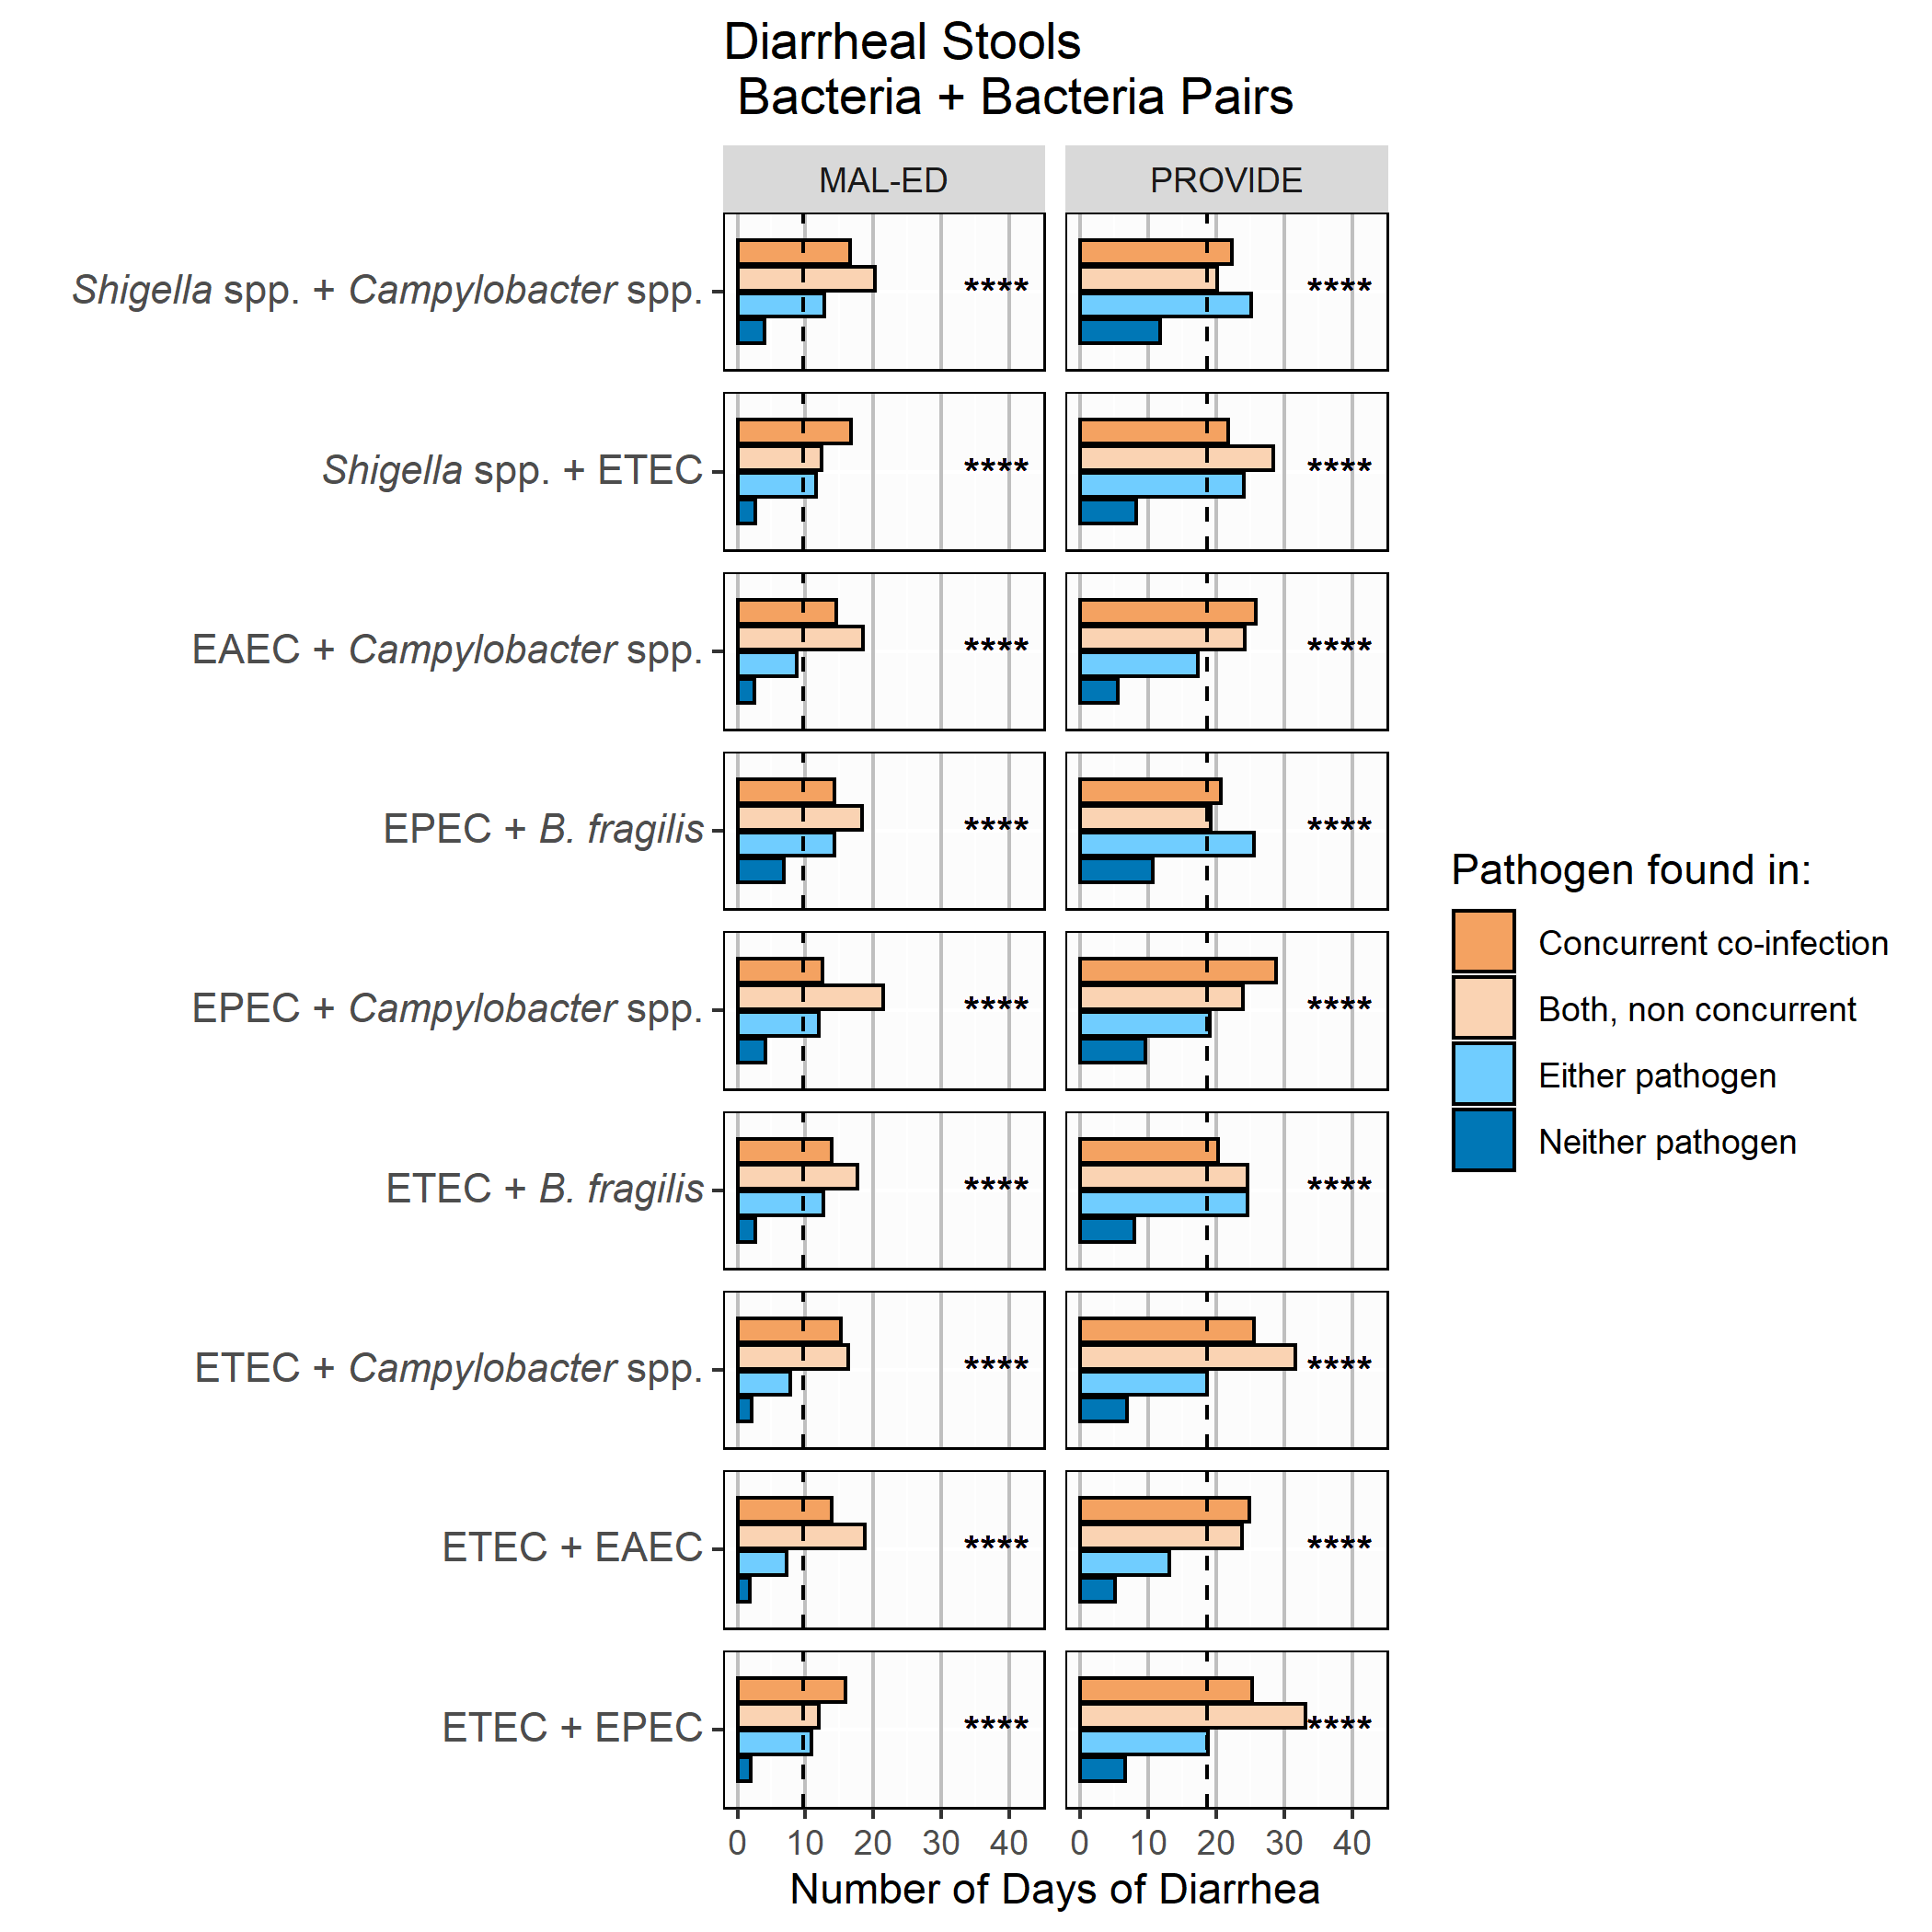 Diarrheal Stools
Bacteria + Bacteria Pairs
MAL-ED PROVIDE
Shigella spp. + Campylobacter spp. **** ****
Shigella spp. + ETEC **** ****
EAEC + Campylobacter spp. **** ****
EPEC + B. fragilis **** ****
EPEC + Campylobacter spp. **** ****
ETEC + B. fragilis **** ****
ETEC + Campylobacter spp. **** ****
ETEC + EAEC **** ****
ETEC + EPEC **** ****
0 10 20 30 40 0 10 20 30 40
Number of Days of Diarrhea
Pathogen found in:
Concurrent co-infection
Both, non concurrent
Either pathogen
Neither pathogen